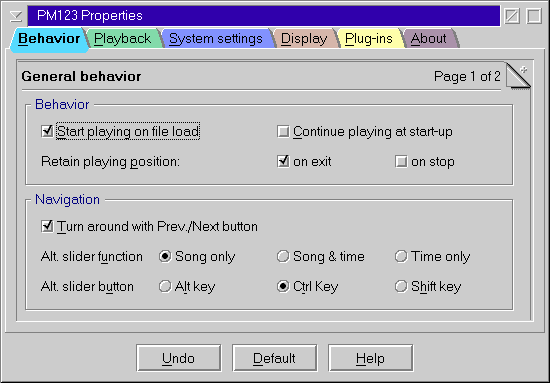 PM123 Properties
Behavior Playback System settings Display Plug-ins About
General behavior Page 1 of 2
Behavior
Start playing on file load Continue playing at start-up
Retain playing position: on exit on stop
Navigation
Turn around with Prev./Next button
Alt. slider function Song only Song & time Time only
Alt. slider button Alt key Ctrl Key Shift key
Undo Default Help